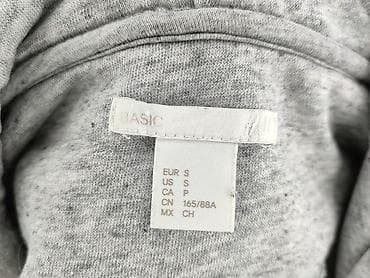 BASIC
EUR S
US S
CA P
CN 165/88A
MX CH